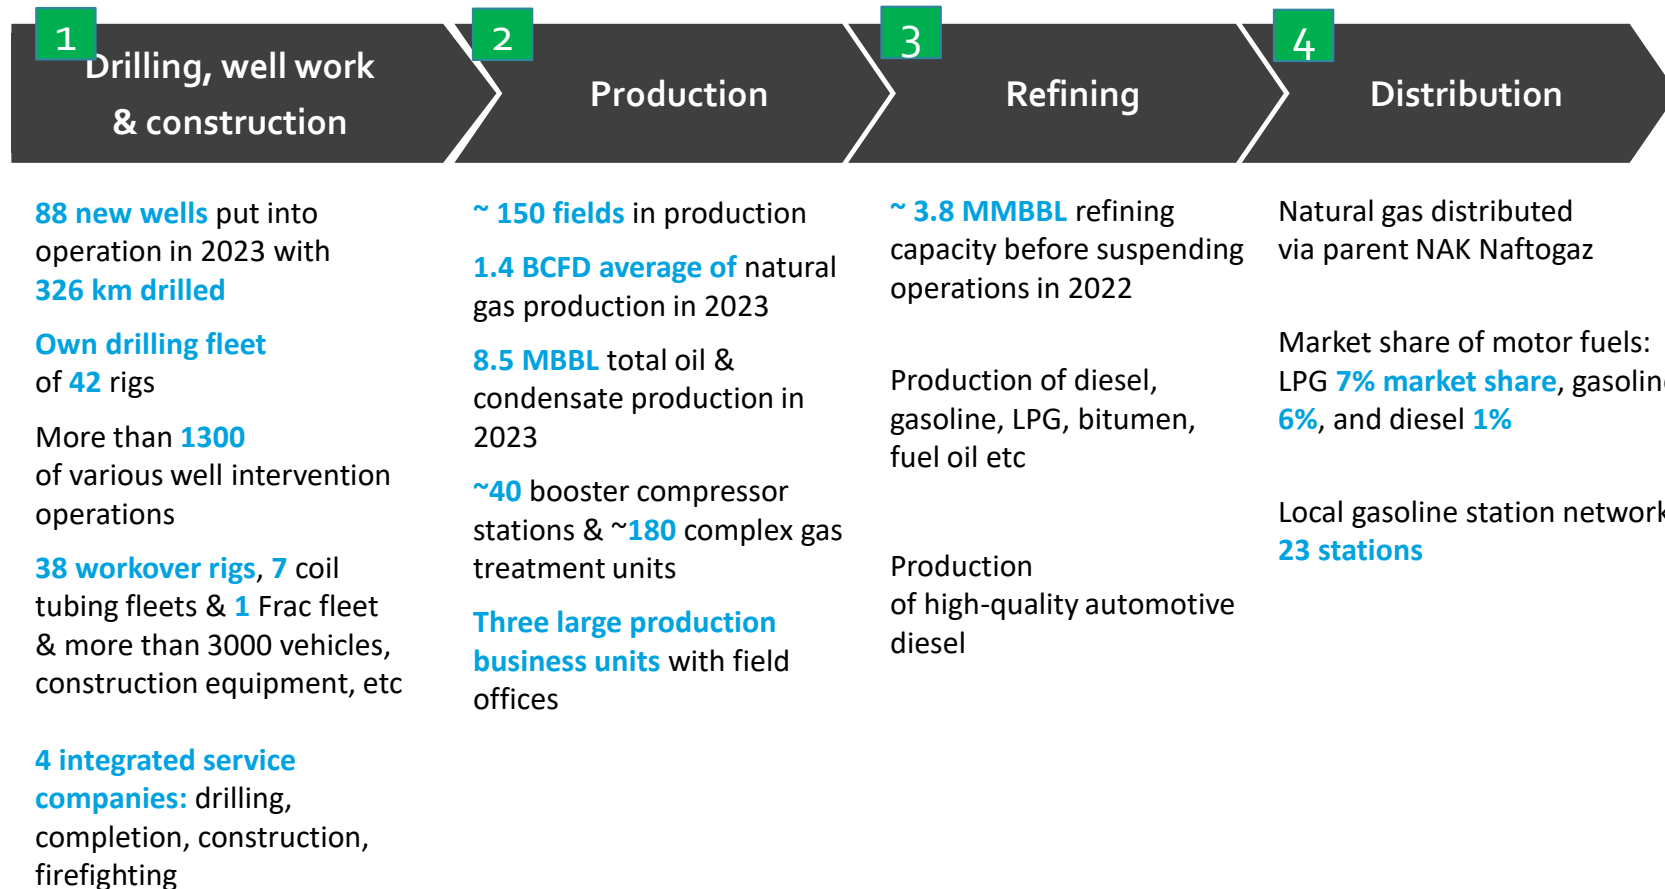 1
Drilling, well work
& construction
2
Production
3
Refining
4
Distribution
88 new wells put into
operation in 2023 with
326 km drilled
Own drilling fleet
of 42 rigs
More than 1300
of various well intervention
operations
38 workover rigs, 7 coil
tubing fleets & 1 Frac fleet
& more than 3000 vehicles,
construction equipment, etc
4 integrated service
companies: drilling,
completion, construction,
firefighting
~ 150 fields in production
1.4 BCFD average of natural
gas production in 2023
8.5 MBBL total oil &
condensate production in
2023
~40 booster compressor
stations & ~180 complex gas
treatment units
Three large production
business units with field
offices
~ 3.8 MMBBL refining
capacity before suspending
operations in 2022
Production of diesel,
gasoline, LPG, bitumen,
fuel oil etc
Production
of high-quality automotive
diesel
Natural gas distributed
via parent NAK Naftogaz
Market share of motor fuels:
LPG 7% market share, gasoline
6%, and diesel 1%
Local gasoline station network
23 stations